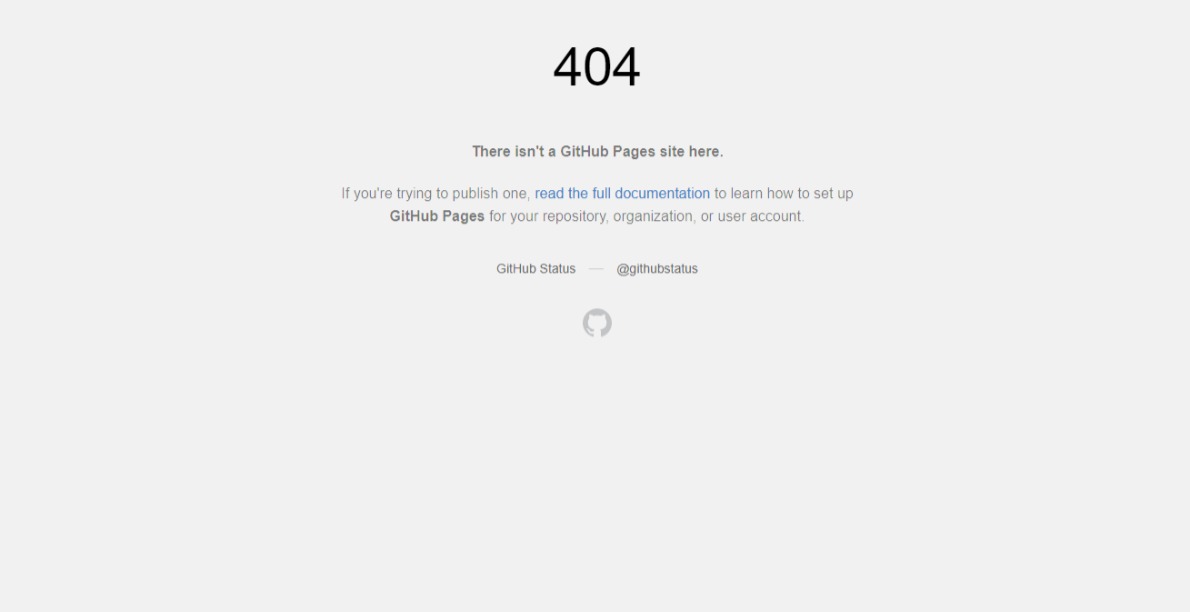 404
There isn't a GitHub Pages site here.
If you're trying to publish one, read the full documentation to learn how to set up
GitHub Pages for your repository, organization, or user account.
GitHub Status — @githubstatus